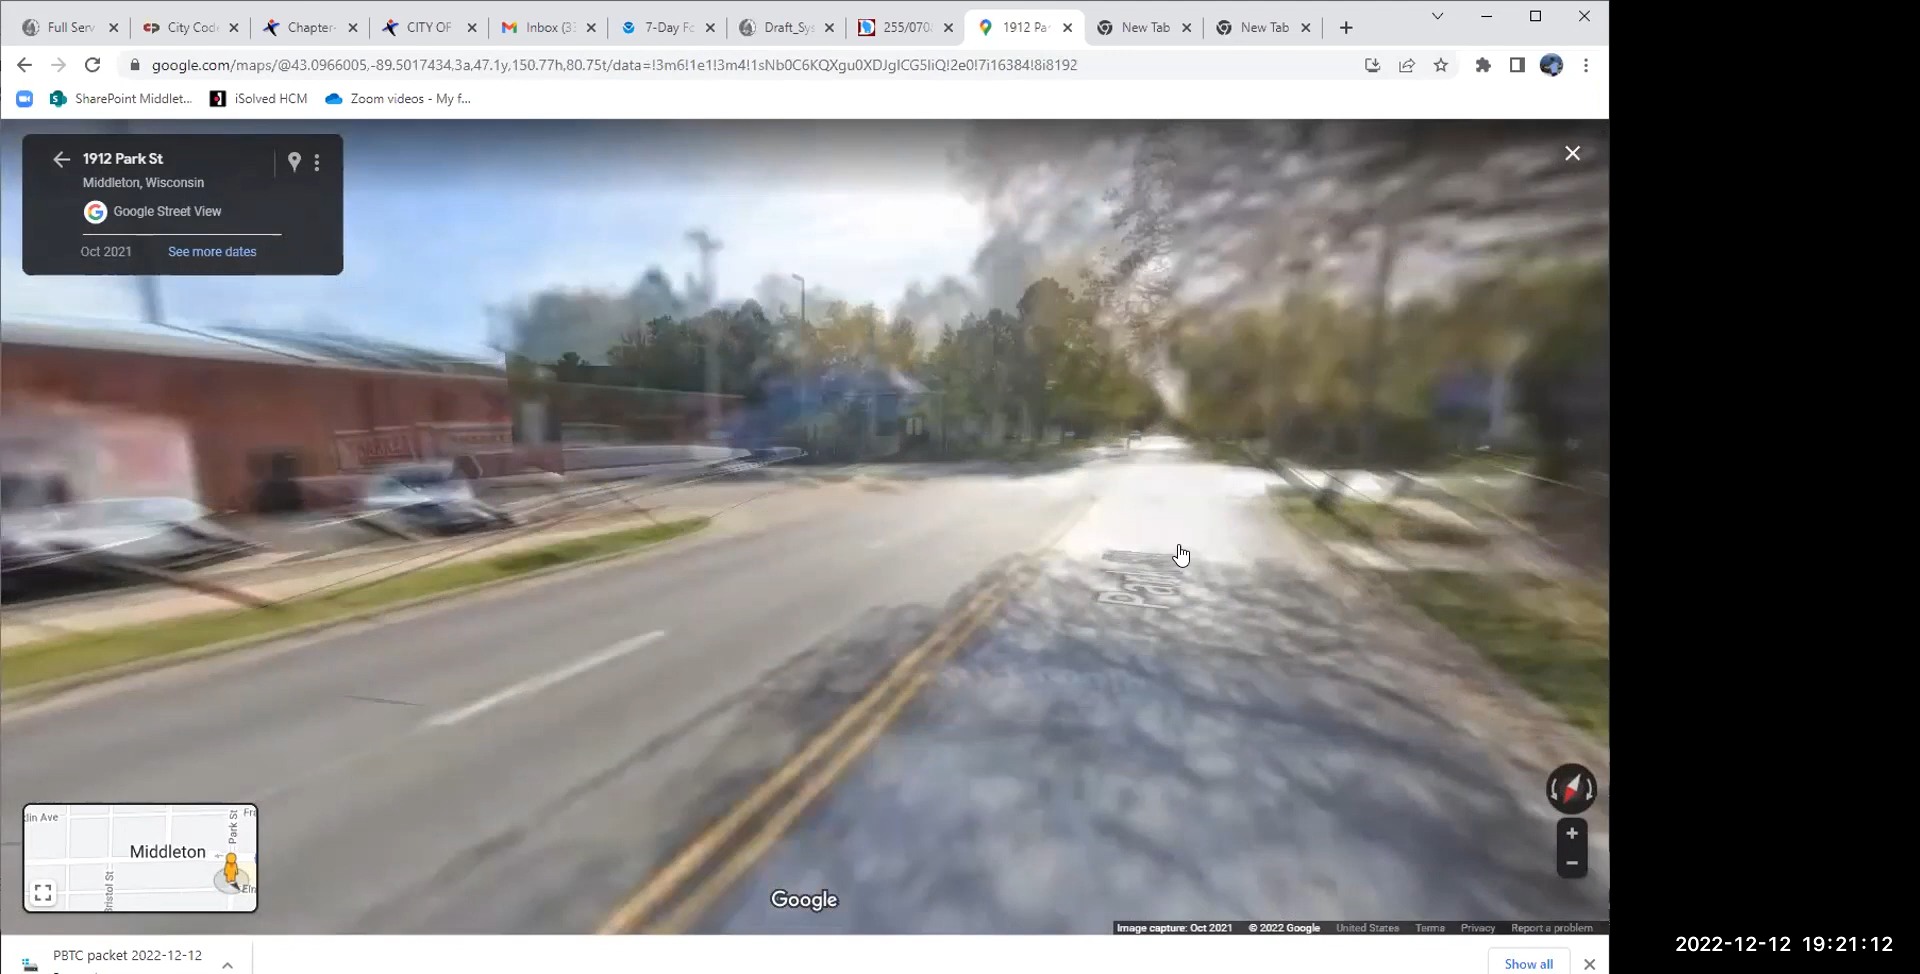 Full Serv
City Code
Chapter-
CITY OF
Inbox (3
7-Day Fo
Draft_Sys
255/070
1912 Pa
New Tab
New Tab
google.com/maps/@43.0966005,-89.5017434,3a,47.1y,150.77h,80.75t/data=!3m6!1e1!3m4!1sNb0C6KQXgu0XDJgICG5IiQ!2e0!7i16384!8i8192
SharePoint Middlet...
iSolved HCM
Zoom videos - My f...
1912 Park St
Middleton, Wisconsin
Google Street View
Oct 2021
See more dates
Park
lin Ave
Park St
Middleton
Google
Image capture: Oct 2021 © 2022 Google United States Terms Privacy Report a problem
PBTC packet 2022-12-12
Show all
2022-12-12 19:21:12